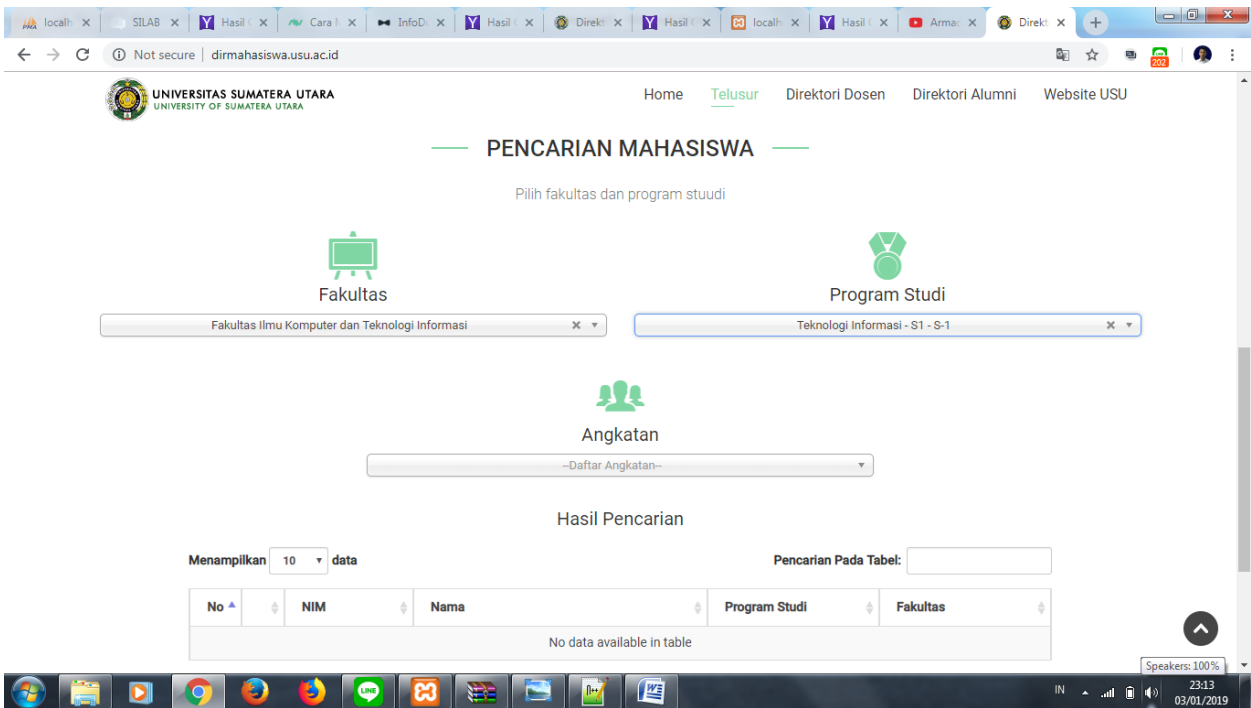 localh SILAB Hasil Cara InfoD Hasil Direkt Hasil localh Hasil Armac Direkt
Not secure | dirmahasiswa.usu.ac.id
202
UNIVERSITAS SUMATERA UTARA
UNIVERSITY OF SUMATERA UTARA
Home Telusur Direktori Dosen Direktori Alumni Website USU
PENCARIAN MAHASISWA
Pilih fakultas dan program stuudi
Fakultas Program Studi
Fakultas Ilmu Komputer dan Teknologi Informasi Teknologi Informasi - S1 - S-1
Angkatan
--Daftar Angkatan--
Hasil Pencarian
Menampilkan 10 data Pencarian Pada Tabel:
No NIM Nama Program Studi Fakultas
No data available in table
Speakers: 100%
LINE
IN 23:13
03/01/2019